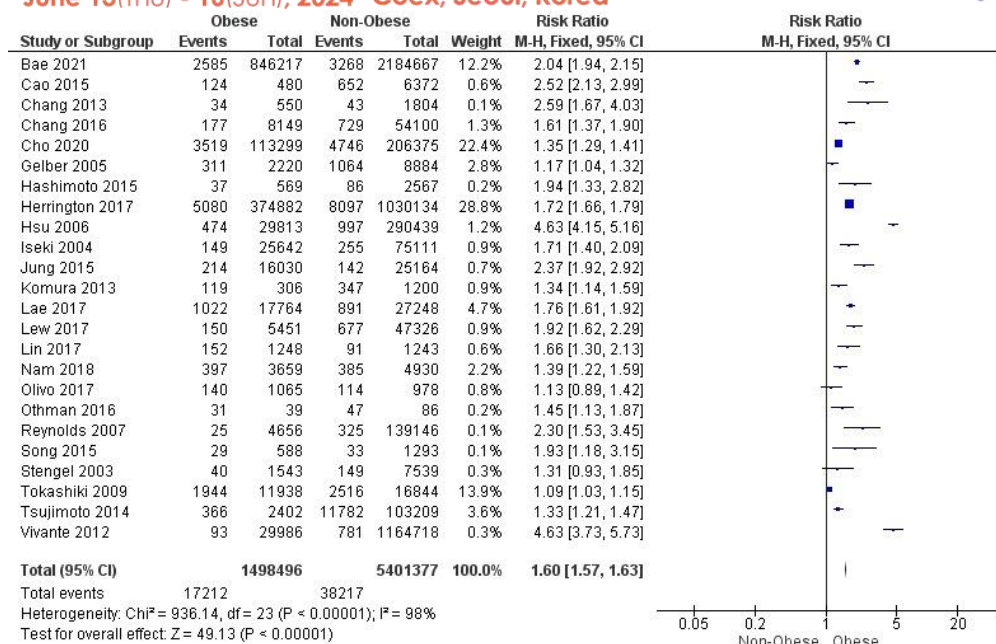 June 13(THU) - 16(SUN), 2024 Coex, Seoul, Korea
Obese Non-Obese Risk Ratio Risk Ratio
Study or Subgroup Events Total Events Total Weight M-H, Fixed, 95% CI M-H, Fixed, 95% CI
Bae 2021 2585 846217 3268 2184667 12.2% 2.04 [1.94, 2.15]
Cao 2015 124 480 652 6372 0.6% 2.52 [2.13, 2.99]
Chang 2013 34 550 43 1804 0.1% 2.59 [1.67, 4.03]
Chang 2016 177 8149 729 54100 1.3% 1.61 [1.37, 1.90]
Cho 2020 3519 113299 4746 206375 22.4% 1.35 [1.29, 1.41]
Gelber 2005 311 2220 1064 8884 2.8% 1.17 [1.04, 1.32]
Hashimoto 2015 37 569 86 2567 0.2% 1.94 [1.33, 2.82]
Herrington 2017 5080 374882 8097 1030134 28.8% 1.72 [1.66, 1.79]
Hsu 2006 474 29813 997 290439 1.2% 4.63 [4.15, 5.16]
Iseki 2004 149 25642 255 75111 0.9% 1.71 [1.40, 2.09]
Jung 2015 214 16030 142 25164 0.7% 2.37 [1.92, 2.92]
Komura 2013 119 306 347 1200 0.9% 1.34 [1.14, 1.59]
Lae 2017 1022 17764 891 27248 4.7% 1.76 [1.61, 1.92]
Lew 2017 150 5451 677 47326 0.9% 1.92 [1.62, 2.29]
Lin 2017 152 1248 91 1243 0.6% 1.66 [1.30, 2.13]
Nam 2018 397 3659 385 4930 2.2% 1.39 [1.22, 1.59]
Olivo 2017 140 1065 114 978 0.8% 1.13 [0.89, 1.42]
Othman 2016 31 39 47 86 0.2% 1.45 [1.13, 1.87]
Reynolds 2007 25 4656 325 139146 0.1% 2.30 [1.53, 3.45]
Song 2015 29 588 33 1293 0.1% 1.93 [1.18, 3.15]
Stengel 2003 40 1543 149 7539 0.3% 1.31 [0.93, 1.85]
Tokashiki 2009 1944 11938 2516 16844 13.9% 1.09 [1.03, 1.15]
Tsujimoto 2014 366 2402 11782 103209 3.6% 1.33 [1.21, 1.47]
Vivante 2012 93 29986 781 1164718 0.3% 4.63 [3.73, 5.73]
Total (95% CI) 1498496 5401377 100.0% 1.60 [1.57, 1.63]
Total events 17212 38217
Heterogeneity: Chi² = 936.14, df = 23 (P < 0.00001); I² = 98%
Test for overall effect: Z = 49.13 (P < 0.00001)
0.05 0.2 1 5 20
Non-Obese Obese